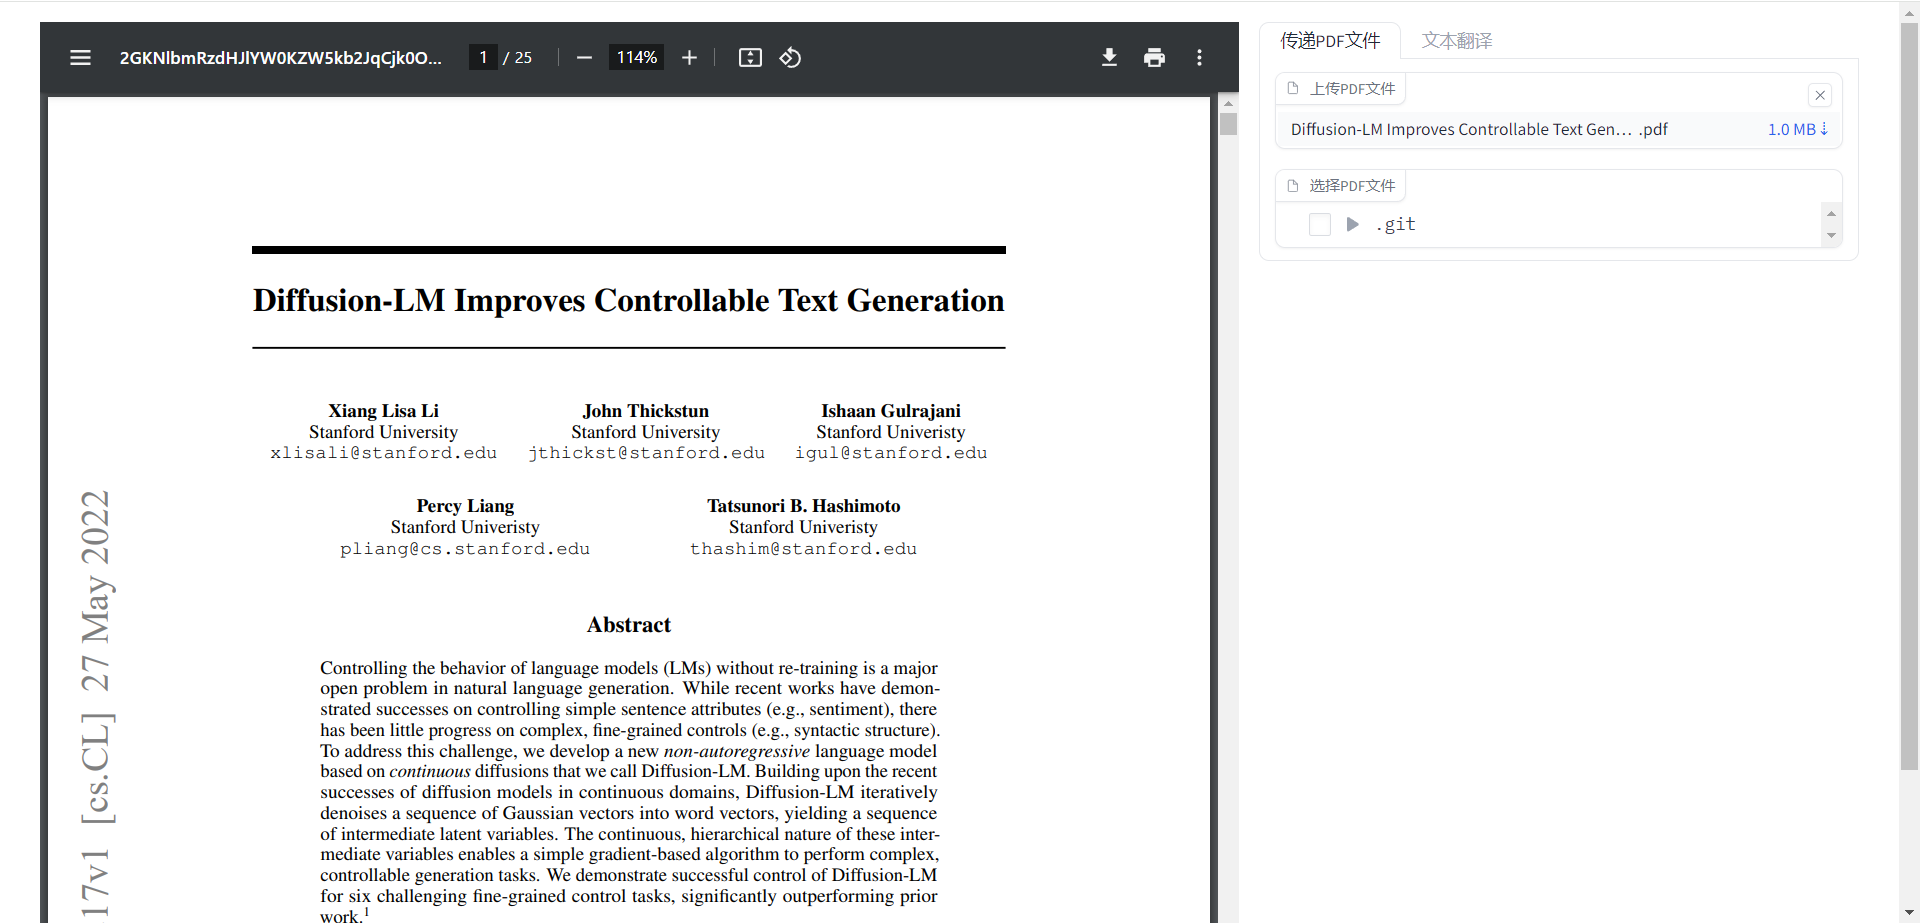 2GKNlbmRzdHJlYW0KZW5kb2JqCjk0O...
1 / 25
114%
Diffusion-LM Improves Controllable Text Generation
Xiang Lisa Li
Stanford University
xlisali@stanford.edu
John Thickstun
Stanford University
jthickst@stanford.edu
Ishaan Gulrajani
Stanford Univeristy
igul@stanford.edu
Percy Liang
Stanford Univeristy
pliang@cs.stanford.edu
Tatsunori B. Hashimoto
Stanford Univeristy
thashim@stanford.edu
Abstract
Controlling the behavior of language models (LMs) without re-training is a major
open problem in natural language generation. While recent works have demon-
strated successes on controlling simple sentence attributes (e.g., sentiment), there
has been little progress on complex, fine-grained controls (e.g., syntactic structure).
To address this challenge, we develop a new non-autoregressive language model
based on continuous diffusions that we call Diffusion-LM. Building upon the recent
successes of diffusion models in continuous domains, Diffusion-LM iteratively
denoises a sequence of Gaussian vectors into word vectors, yielding a sequence
of intermediate latent variables. The continuous, hierarchical nature of these inter-
mediate variables enables a simple gradient-based algorithm to perform complex,
controllable generation tasks. We demonstrate successful control of Diffusion-LM
for six challenging fine-grained control tasks, significantly outperforming prior
work.1
17v1 [cs.CL] 27 May 2022
传递PDF文件
文本翻译
上传PDF文件
Diffusion-LM Improves Controllable Text Gen... .pdf
1.0 MB ⇣
选择PDF文件
.git